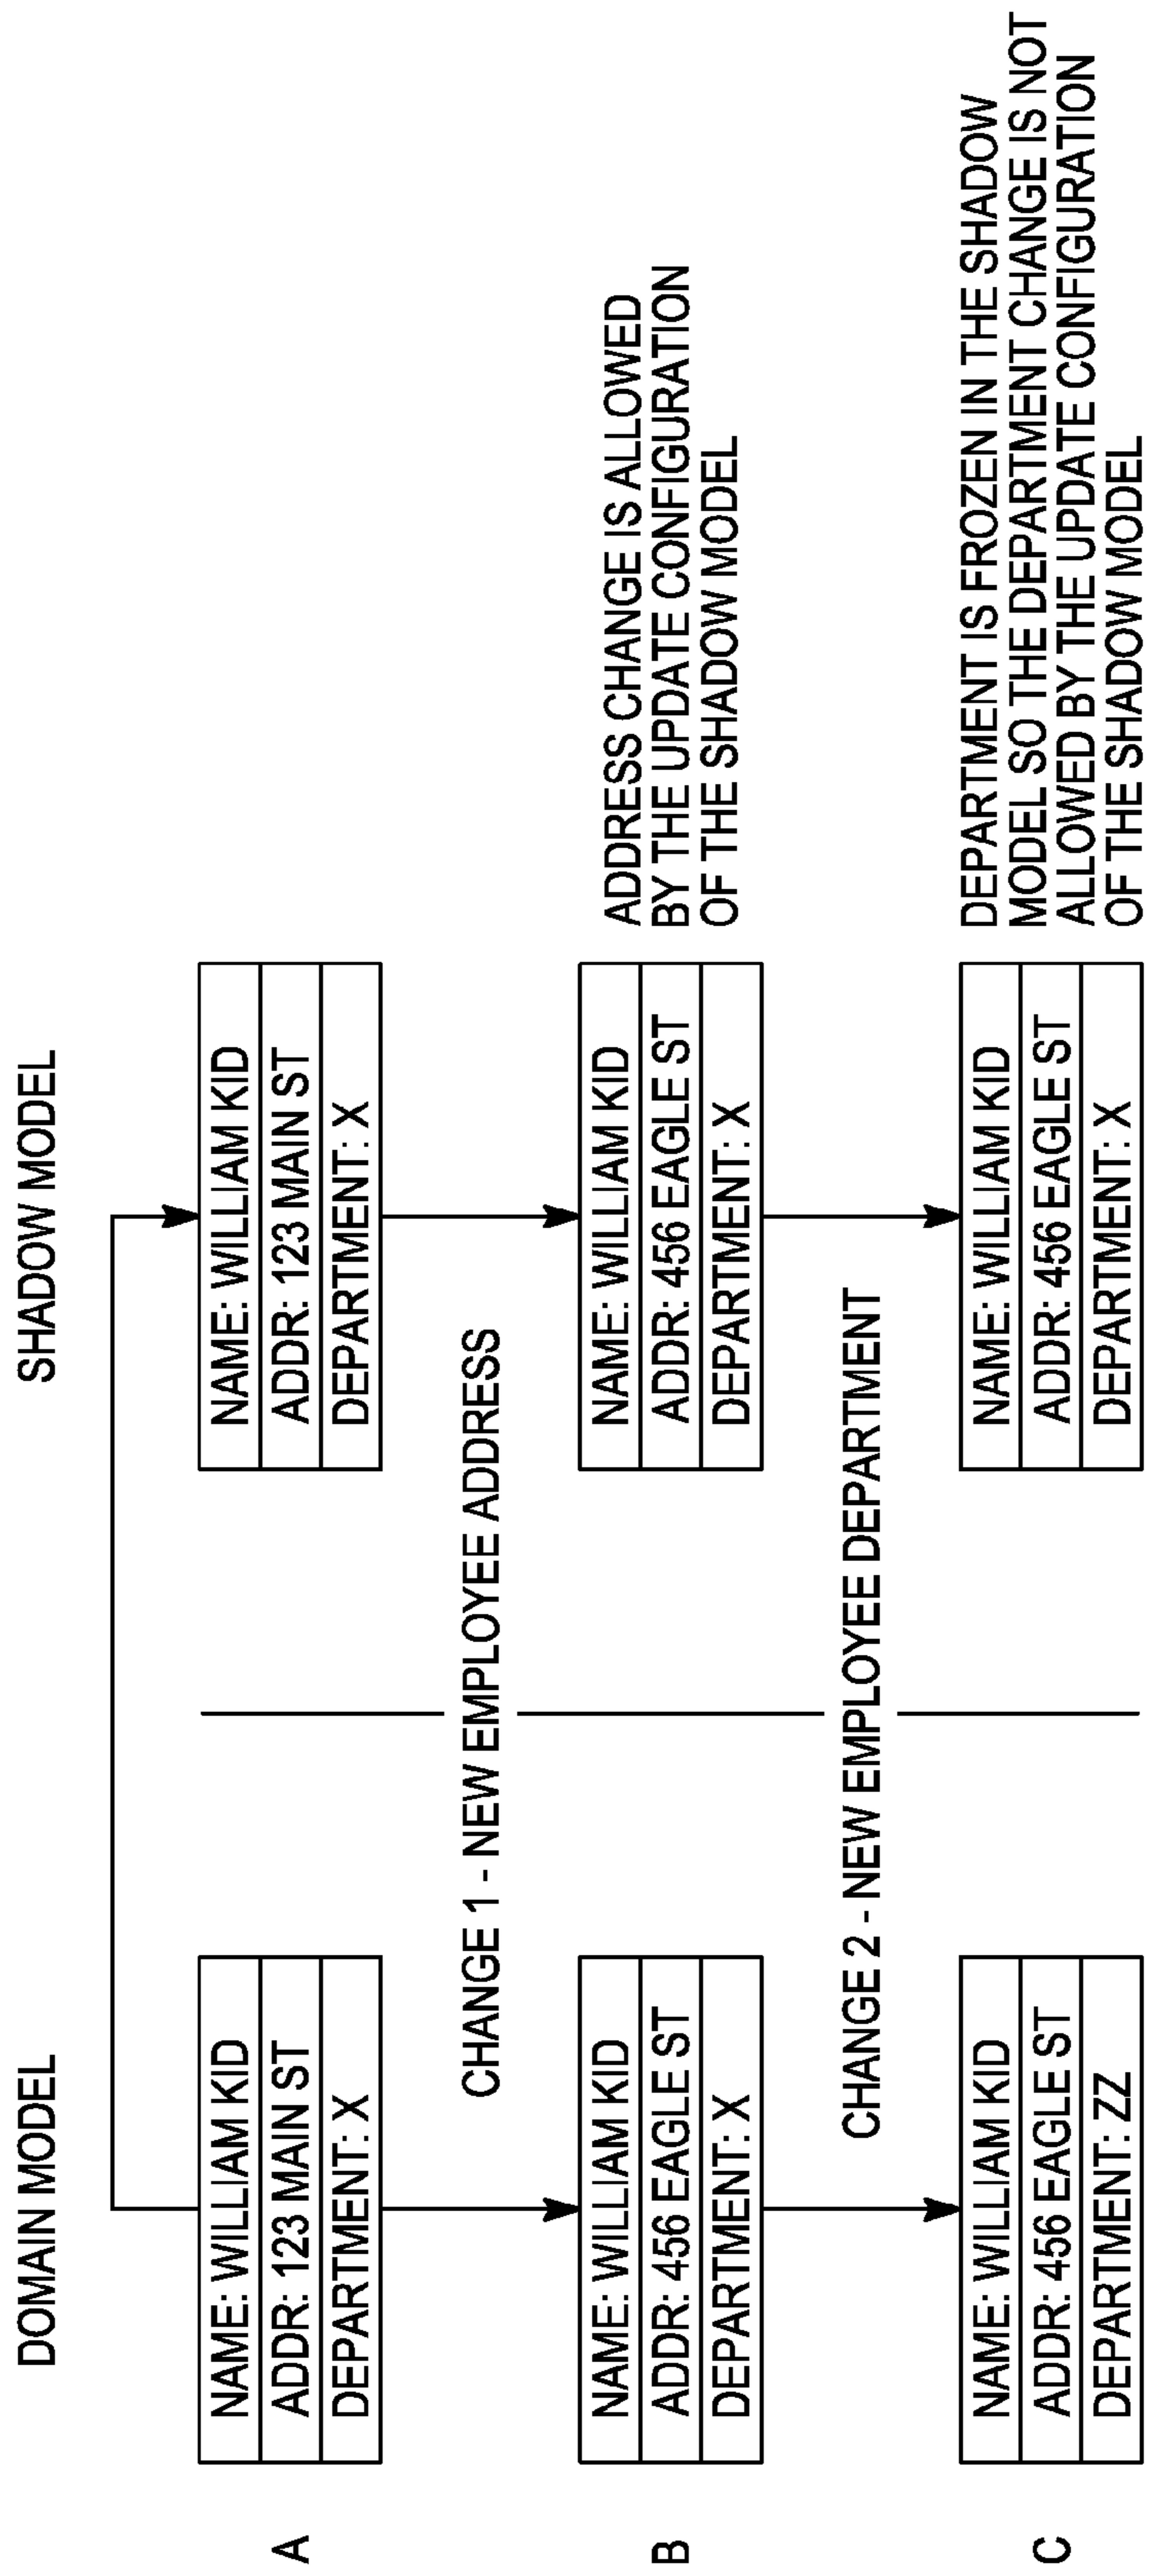 DOMAIN MODEL
SHADOW MODEL
A
NAME: WILLIAM KID
ADDR: 123 MAIN ST
DEPARTMENT: X
NAME: WILLIAM KID
ADDR: 123 MAIN ST
DEPARTMENT: X
CHANGE 1 - NEW EMPLOYEE ADDRESS
B
NAME: WILLIAM KID
ADDR: 456 EAGLE ST
DEPARTMENT: X
NAME: WILLIAM KID
ADDR: 456 EAGLE ST
DEPARTMENT: X
ADDRESS CHANGE IS ALLOWED
BY THE UPDATE CONFIGURATION
OF THE SHADOW MODEL
CHANGE 2 - NEW EMPLOYEE DEPARTMENT
C
NAME: WILLIAM KID
ADDR: 456 EAGLE ST
DEPARTMENT: ZZ
NAME: WILLIAM KID
ADDR: 456 EAGLE ST
DEPARTMENT: X
DEPARTMENT IS FROZEN IN THE SHADOW
MODEL SO THE DEPARTMENT CHANGE IS NOT
ALLOWED BY THE UPDATE CONFIGURATION
OF THE SHADOW MODEL